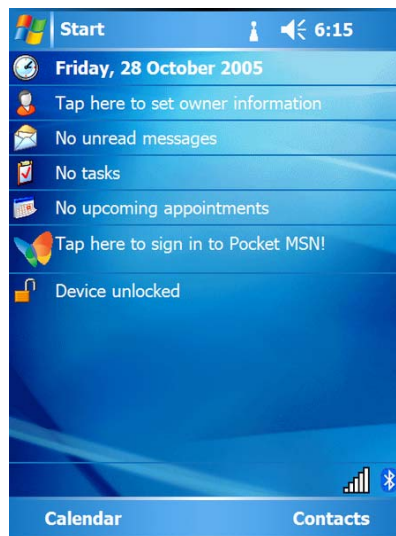 Start 6:15
Friday, 28 October 2005
Tap here to set owner information
No unread messages
No tasks
No upcoming appointments
Tap here to sign in to Pocket MSN!
Device unlocked
Calendar Contacts